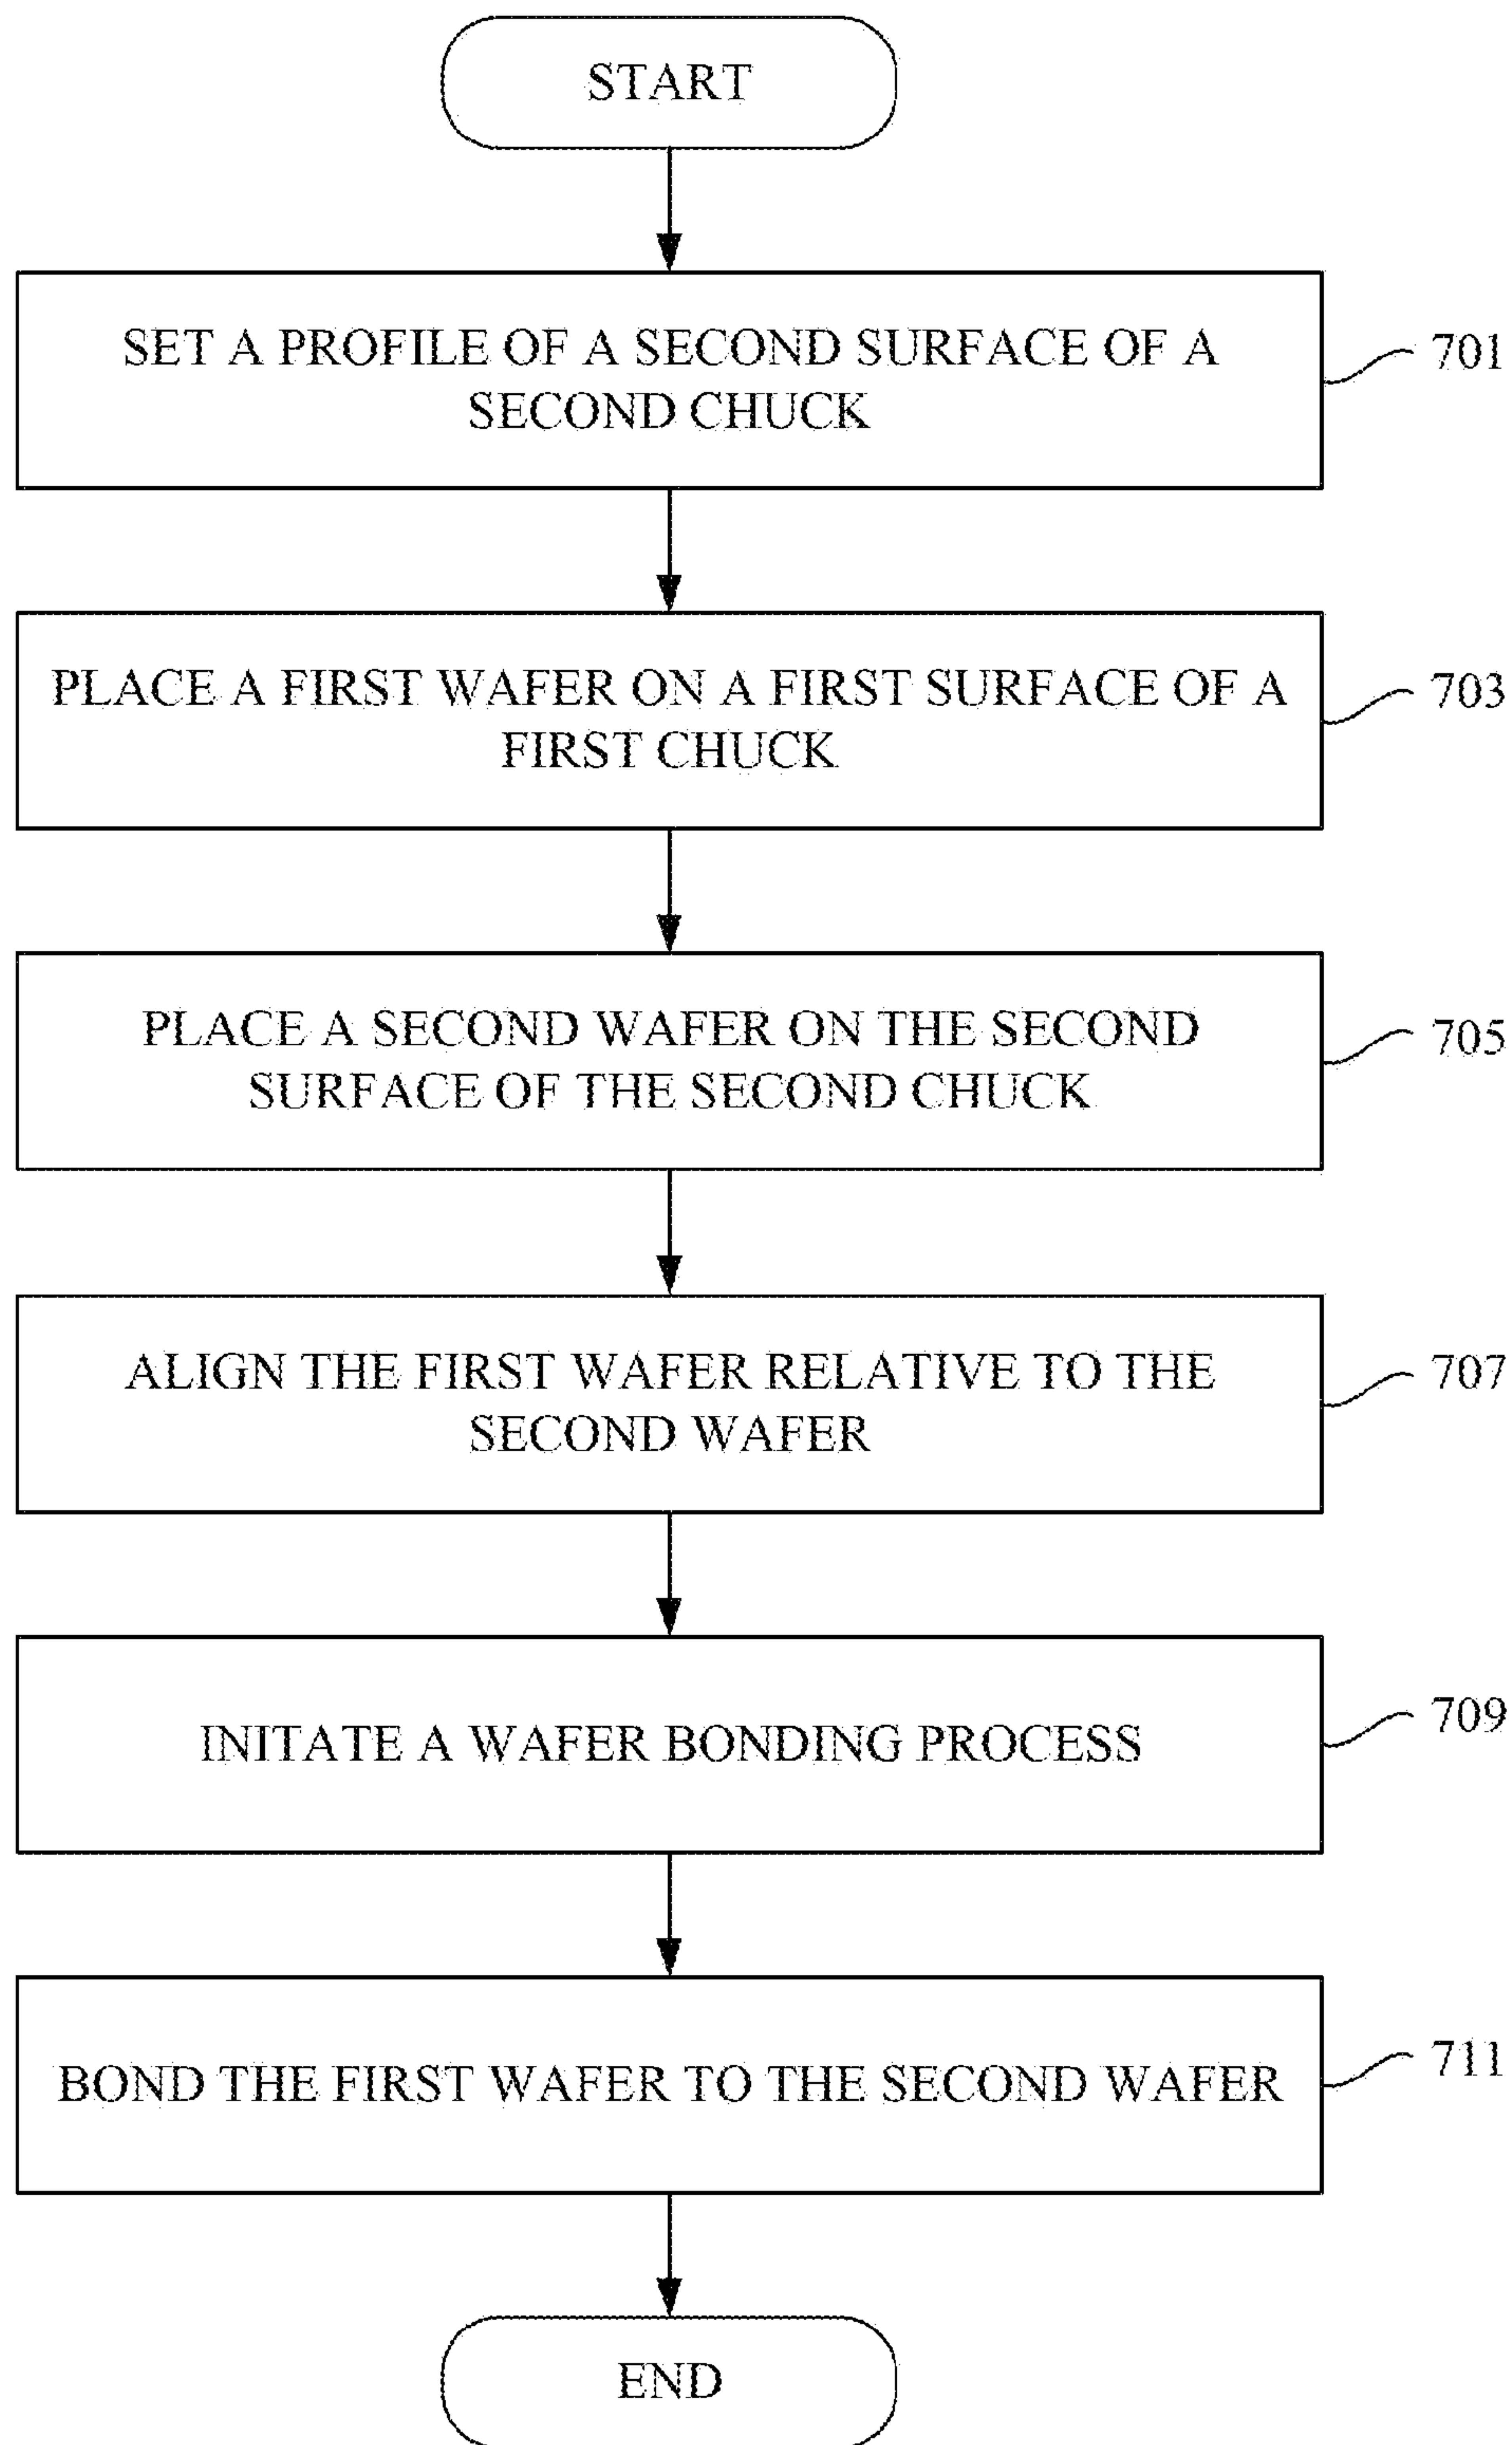 START
SET A PROFILE OF A SECOND SURFACE OF A
SECOND CHUCK
701
PLACE A FIRST WAFER ON A FIRST SURFACE OF A
FIRST CHUCK
703
PLACE A SECOND WAFER ON THE SECOND
SURFACE OF THE SECOND CHUCK
705
ALIGN THE FIRST WAFER RELATIVE TO THE
SECOND WAFER
707
INITATE A WAFER BONDING PROCESS
709
BOND THE FIRST WAFER TO THE SECOND WAFER
711
END